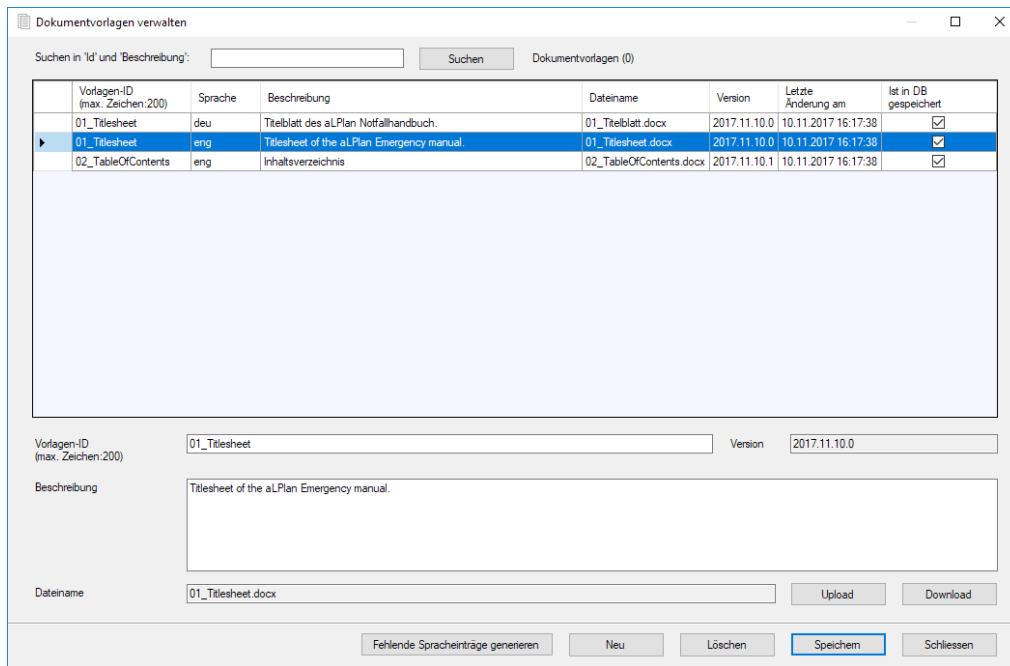 Dokumentvorlagen verwalten
Suchen in 'Id' und 'Beschreibung': Suchen Dokumentvorlagen (0)
Vorlagen-ID (max. Zeichen:200) Sprache Beschreibung Dateiname Version Letzte Änderung am Ist in DB gespeichert
01_Titlesheet deu Titelblatt des aLPlan Notfallhandbuch. 01_Titelblatt.docx 2017.11.10.0 10.11.2017 16:17:38
01_Titlesheet eng Titlesheet of the aLPlan Emergency manual. 01_Titlesheet.docx 2017.11.10.0 10.11.2017 16:17:38
02_TableOfContents eng Inhaltsverzeichnis 02_TableOfContents.docx 2017.11.10.1 10.11.2017 16:17:38
Vorlagen-ID 01_Titlesheet Version 2017.11.10.0
(max. Zeichen:200)
Beschreibung Titlesheet of the aLPlan Emergency manual.
Dateiname 01_Titlesheet.docx Upload Download
Fehlende Spracheinträge generieren Neu Löschen Speichern Schliessen